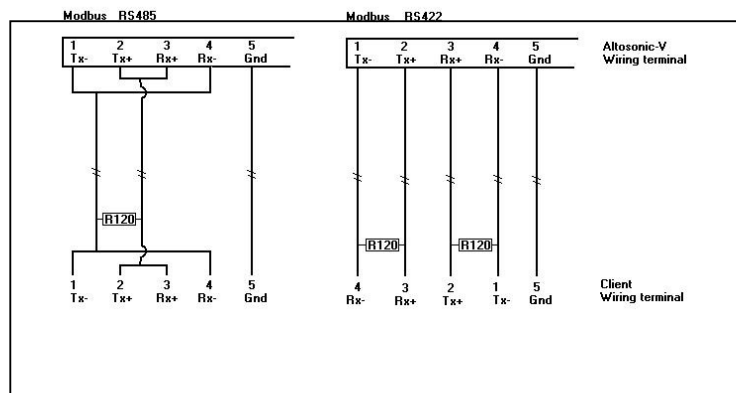 Modbus RS485
Modbus RS422
1 2 3 4 5
Tx- Tx+ Rx+ Rx- Gnd
1 2 3 4 5
Tx- Tx+ Rx+ Rx- Gnd
Altosonic-V
Wiring terminal
R120
R120
R120
1 2 3 4 5
Tx- Tx+ Rx+ Rx- Gnd
4 3 2 1 5
Rx- Rx+ Tx+ Tx- Gnd
Client
Wiring terminal